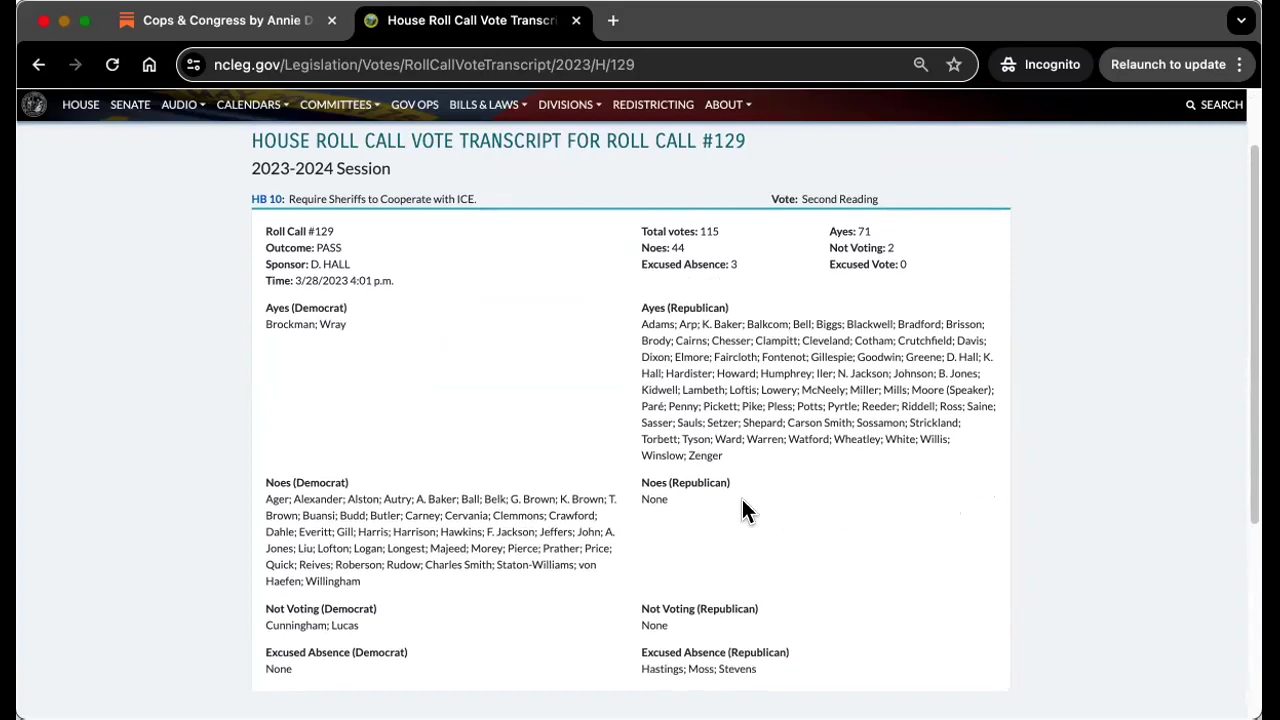 Cops & Congress by Annie D
House Roll Call Vote Transcri
ncleg.gov/Legislation/Votes/RollCallVoteTranscript/2023/H/129
Incognito
Relaunch to update
HOUSE SENATE AUDIO CALENDARS COMMITTEES GOV OPS BILLS & LAWS DIVISIONS REDISTRICTING ABOUT SEARCH
HOUSE ROLL CALL VOTE TRANSCRIPT FOR ROLL CALL #129
2023-2024 Session
HB 10: Require Sheriffs to Cooperate with ICE.
Vote: Second Reading
Roll Call #129
Outcome: PASS
Sponsor: D. HALL
Time: 3/28/2023 4:01 p.m.
Total votes: 115
Noes: 44
Excused Absence: 3
Ayes: 71
Not Voting: 2
Excused Vote: 0
Ayes (Democrat)
Brockman; Wray
Ayes (Republican)
Adams; Arp; K. Baker; Balkcom; Bell; Biggs; Blackwell; Bradford; Brisson;
Brody; Cairns; Chesser; Clampitt; Cleveland; Cotham; Crutchfield; Davis;
Dixon; Elmore; Faircloth; Fontenot; Gillespie; Goodwin; Greene; D. Hall; K.
Hall; Hardister; Howard; Humphrey; Iler; N. Jackson; Johnson; B. Jones;
Kidwell; Lambeth; Loftis; Lowery; McNeely; Miller; Mills; Moore (Speaker);
Paré; Penny; Pickett; Pike; Pless; Potts; Pyrtle; Reeder; Riddell; Ross; Saine;
Sasser; Sauls; Setzer; Shepard; Carson Smith; Sossamon; Strickland;
Torbett; Tyson; Ward; Warren; Watford; Wheatley; White; Willis;
Winslow; Zenger
Noes (Democrat)
Ager; Alexander; Alston; Autry; A. Baker; Ball; Belk; G. Brown; K. Brown; T.
Brown; Buansi; Budd; Butler; Carney; Cervania; Clemmons; Crawford;
Dahle; Everitt; Gill; Harris; Harrison; Hawkins; F. Jackson; Jeffers; John; A.
Jones; Liu; Lofton; Logan; Longest; Majeed; Morey; Pierce; Prather; Price;
Quick; Reives; Roberson; Rudow; Charles Smith; Staton-Williams; von
Haefen; Willingham
Noes (Republican)
None
Not Voting (Democrat)
Cunningham; Lucas
Not Voting (Republican)
None
Excused Absence (Democrat)
None
Excused Absence (Republican)
Hastings; Moss; Stevens